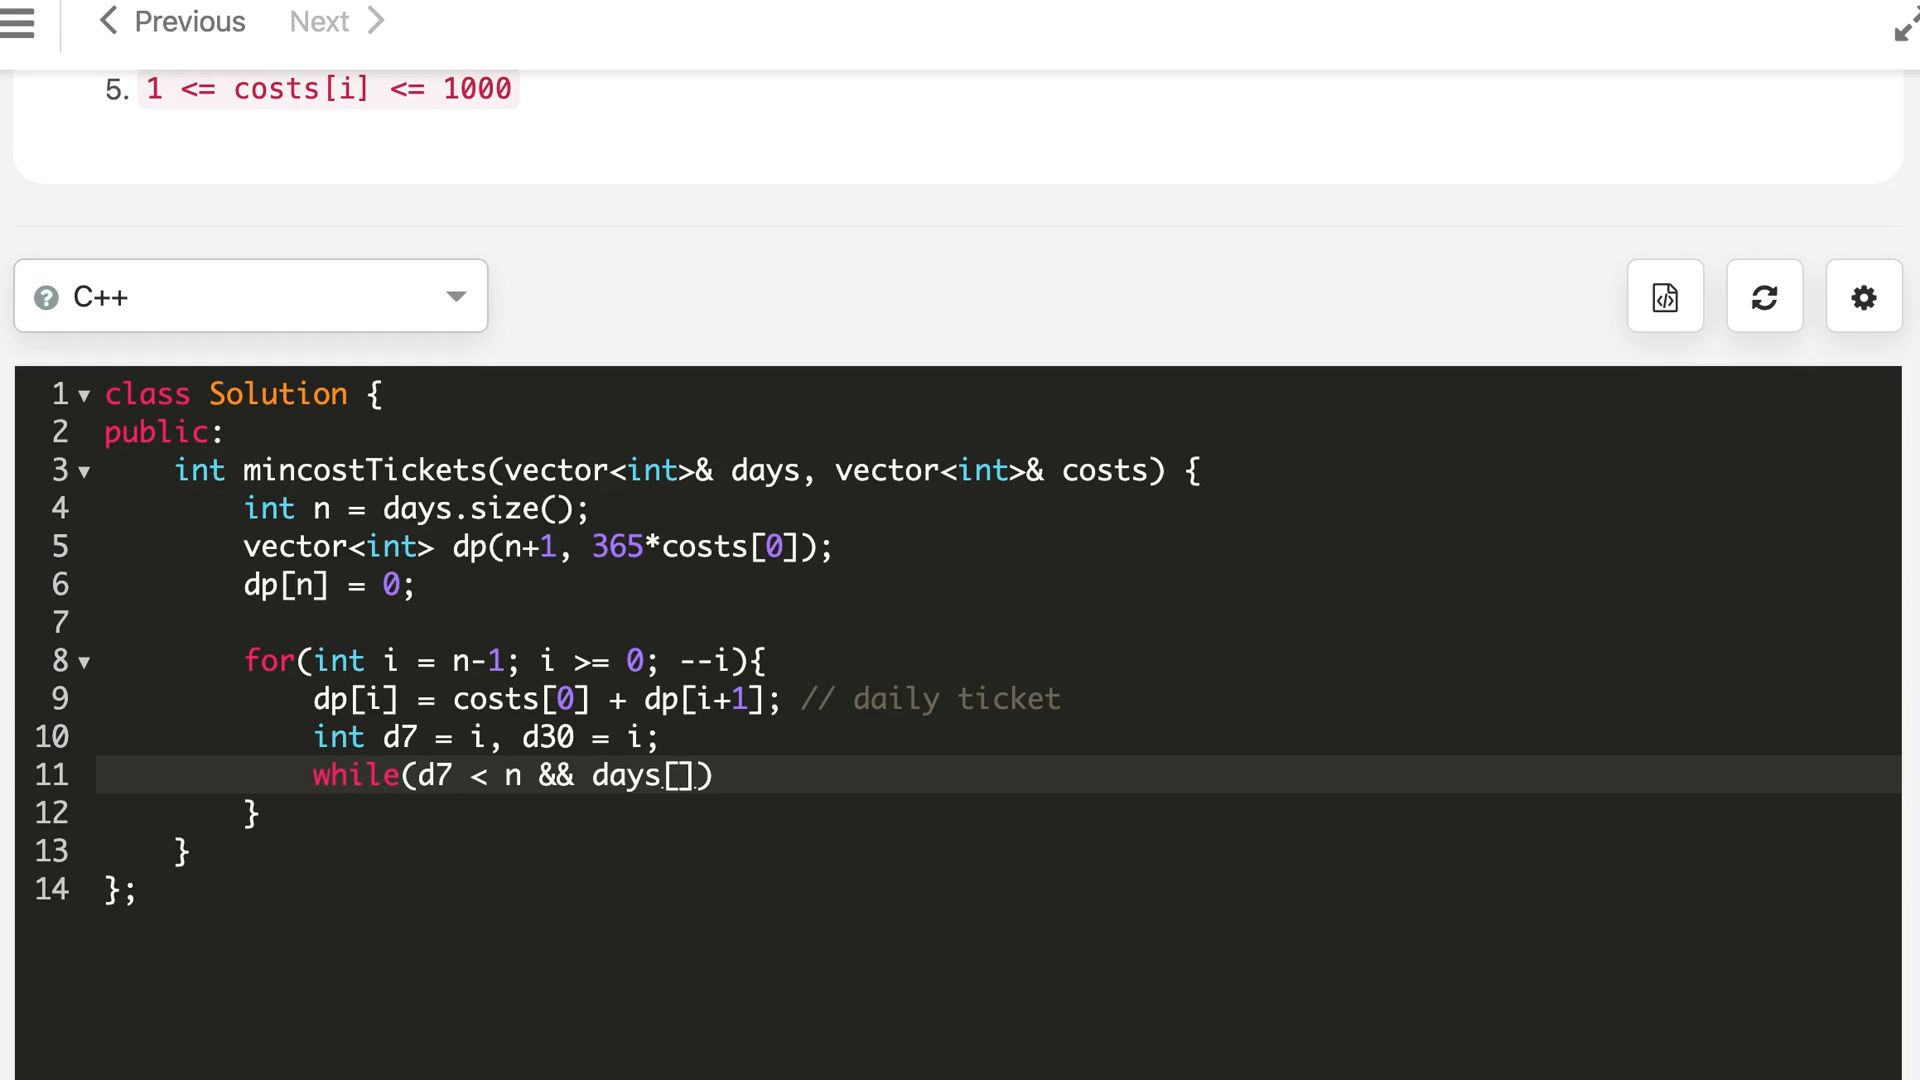 Previous Next
5. 1 <= costs[i] <= 1000
C++
1 class Solution {
2 public:
3 int mincostTickets(vector<int>& days, vector<int>& costs) {
4 int n = days.size();
5 vector<int> dp(n+1, 365*costs[0]);
6 dp[n] = 0;
7
8 for(int i = n-1; i >= 0; --i){
9 dp[i] = costs[0] + dp[i+1]; // daily ticket
10 int d7 = i, d30 = i;
11 while(d7 < n && days[])
12 }
13 }
14 };